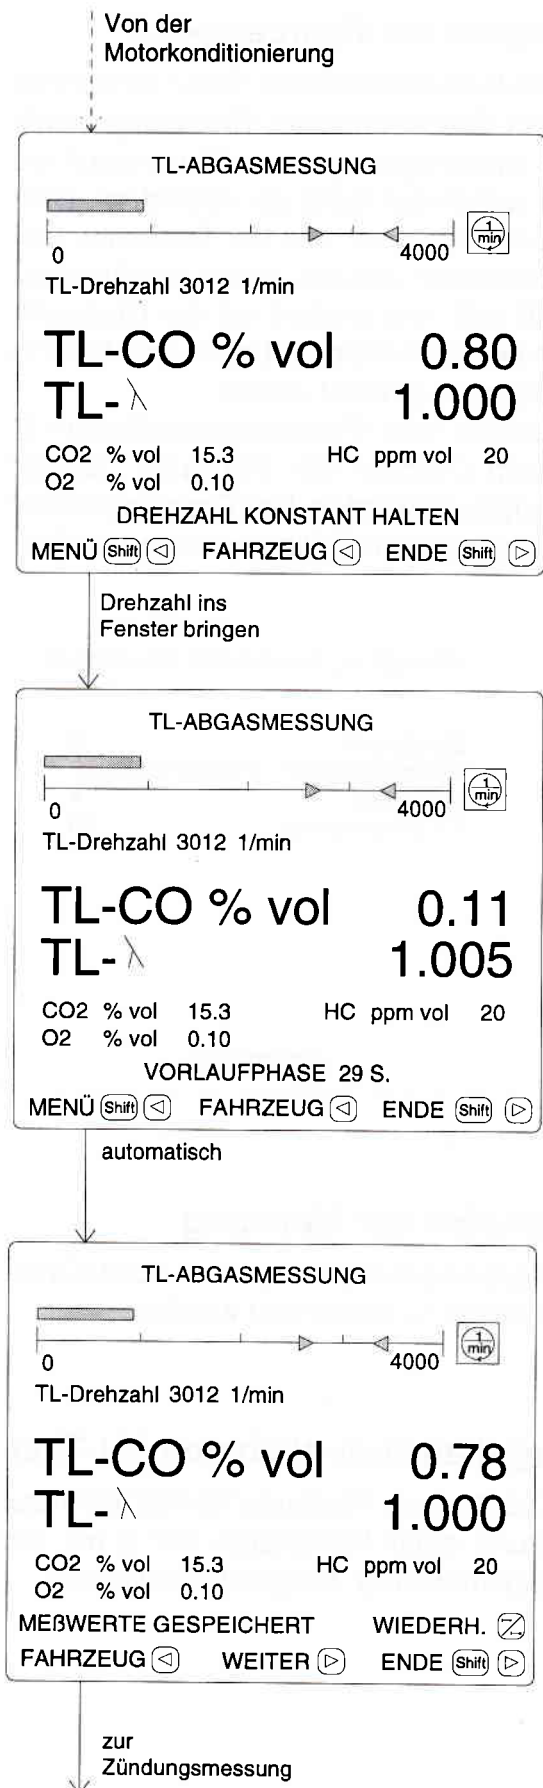 Von der
Motorkonditionierung
TL-ABGASMESSUNG
0 4000 1/min
TL-Drehzahl 3012 1/min
TL-CO % vol 0.80
TL-λ 1.000
CO2 % vol 15.3 HC ppm vol 20
O2 % vol 0.10
DREHZAHL KONSTANT HALTEN
MENÜ Shift FAHRZEUG ENDE Shift
Drehzahl ins
Fenster bringen
TL-ABGASMESSUNG
0 4000 1/min
TL-Drehzahl 3012 1/min
TL-CO % vol 0.11
TL-λ 1.005
CO2 % vol 15.3 HC ppm vol 20
O2 % vol 0.10
VORLAUFPHASE 29 S.
MENÜ Shift FAHRZEUG ENDE Shift
automatisch
TL-ABGASMESSUNG
0 4000 1/min
TL-Drehzahl 3012 1/min
TL-CO % vol 0.78
TL-λ 1.000
CO2 % vol 15.3 HC ppm vol 20
O2 % vol 0.10
MEßWERTE GESPEICHERT WIEDERH.
FAHRZEUG WEITER ENDE Shift
zur
Zündungsmessung